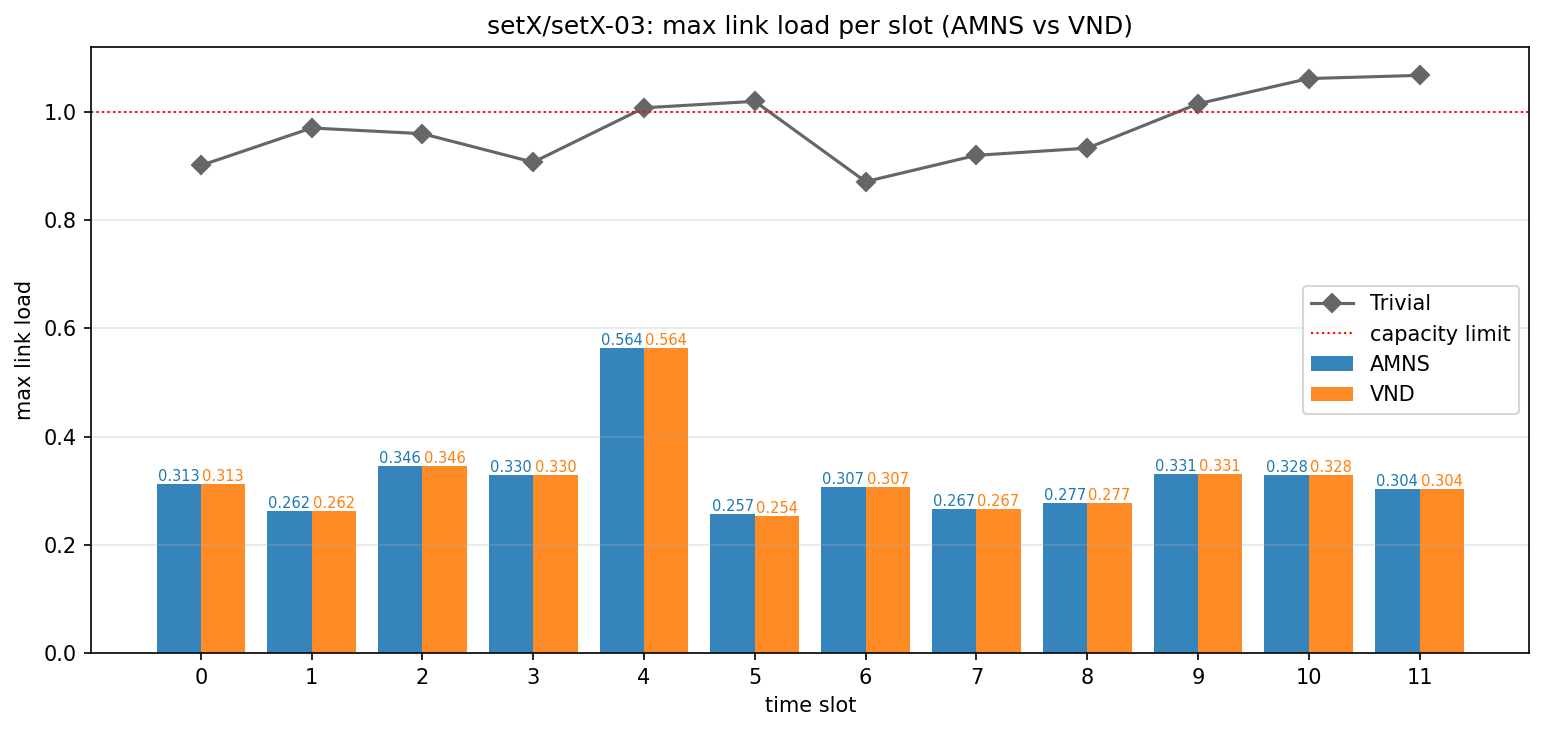 setX/setX-03: max link load per slot (AMNS vs VND)
max link load
1.0
0.8
0.6
0.4
0.2
0.0
Trivial
capacity limit
AMNS
VND
0.313 0.313
0.262 0.262
0.346 0.346
0.330 0.330
0.564 0.564
0.257 0.254
0.307 0.307
0.267 0.267
0.277 0.277
0.331 0.331
0.328 0.328
0.304 0.304
0 1 2 3 4 5 6 7 8 9 10 11
time slot